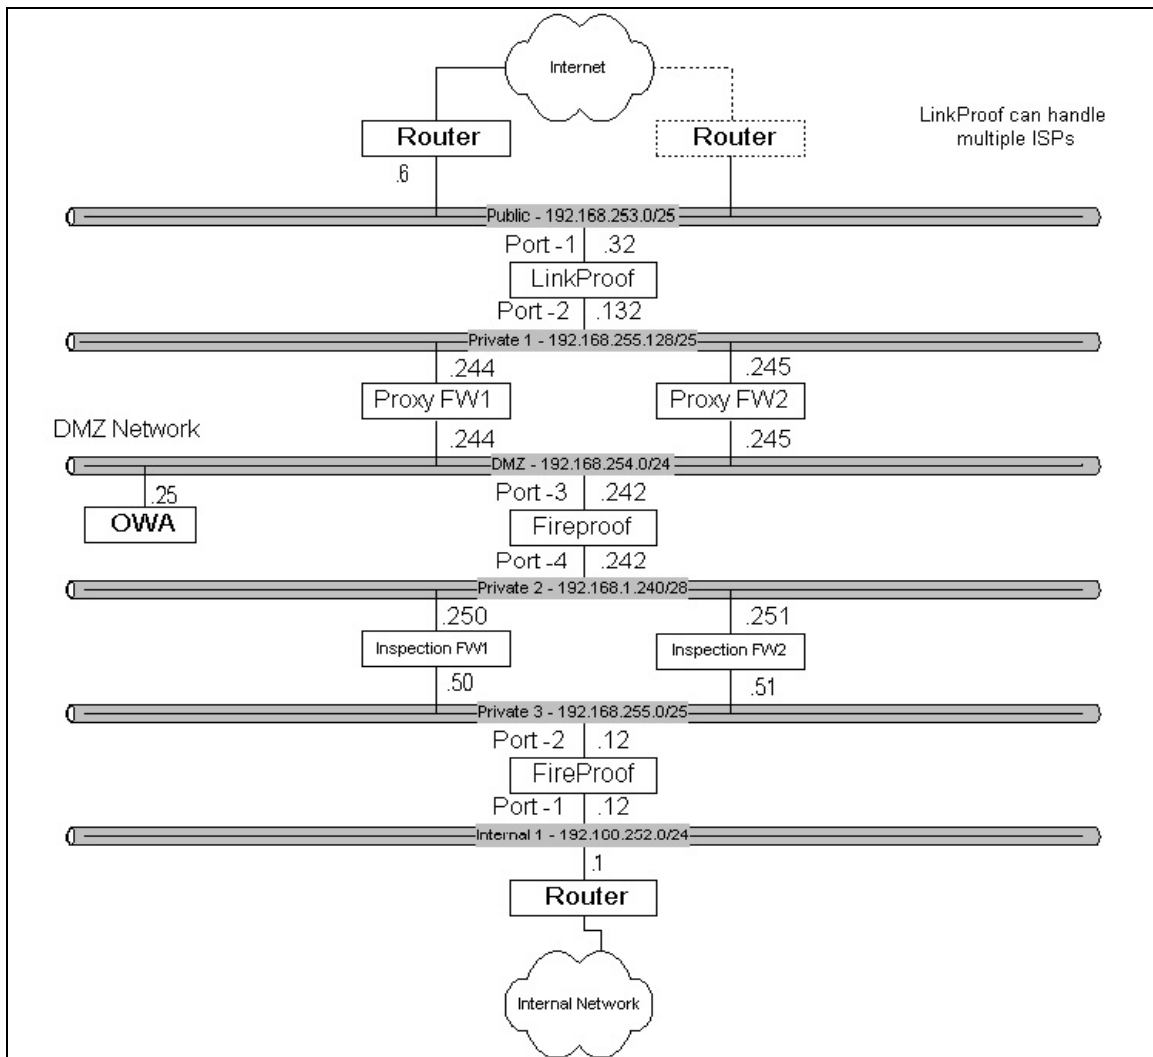 Internet
LinkProof can handle
multiple ISPs
Router
Router
.6
Public - 192.168.253.0/25
Port -1
.32
LinkProof
Port -2
.132
Private 1 - 192.168.255.128/25
.244
.245
Proxy FW1
Proxy FW2
DMZ Network
.244
.245
DMZ - 192.168.254.0/24
.25
Port -3
.242
OWA
Fireproof
Port -4
.242
Private 2 - 192.168.1.240/28
.250
.251
Inspection FW1
Inspection FW2
.50
.51
Private 3 - 192.168.255.0/25
Port -2
.12
FireProof
Port -1
.12
Internal 1 - 192.168.252.0/24
.1
Router
Internal Network